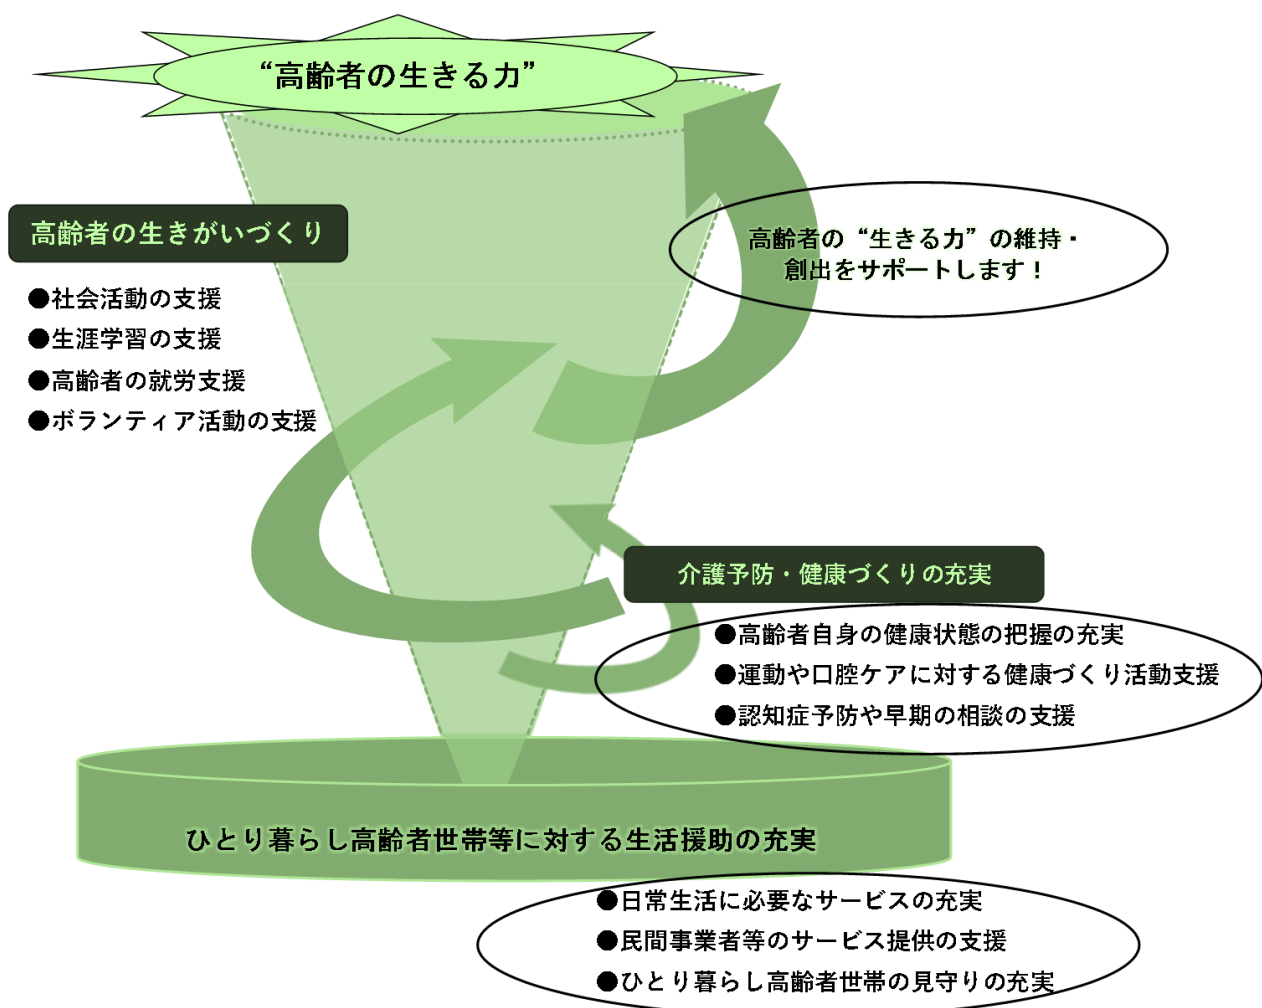 “高齢者の生きる力”
高齢者の生きがいづくり
●社会活動の支援
●生涯学習の支援
●高齢者の就労支援
●ボランティア活動の支援
高齢者の“生きる力”の維持・
創出をサポートします！
介護予防・健康づくりの充実
●高齢者自身の健康状態の把握の充実
●運動や口腔ケアに対する健康づくり活動支援
●認知症予防や早期の相談の支援
ひとり暮らし高齢者世帯等に対する生活援助の充実
●日常生活に必要なサービスの充実
●民間事業者等のサービス提供の支援
●ひとり暮らし高齢者世帯の見守りの充実